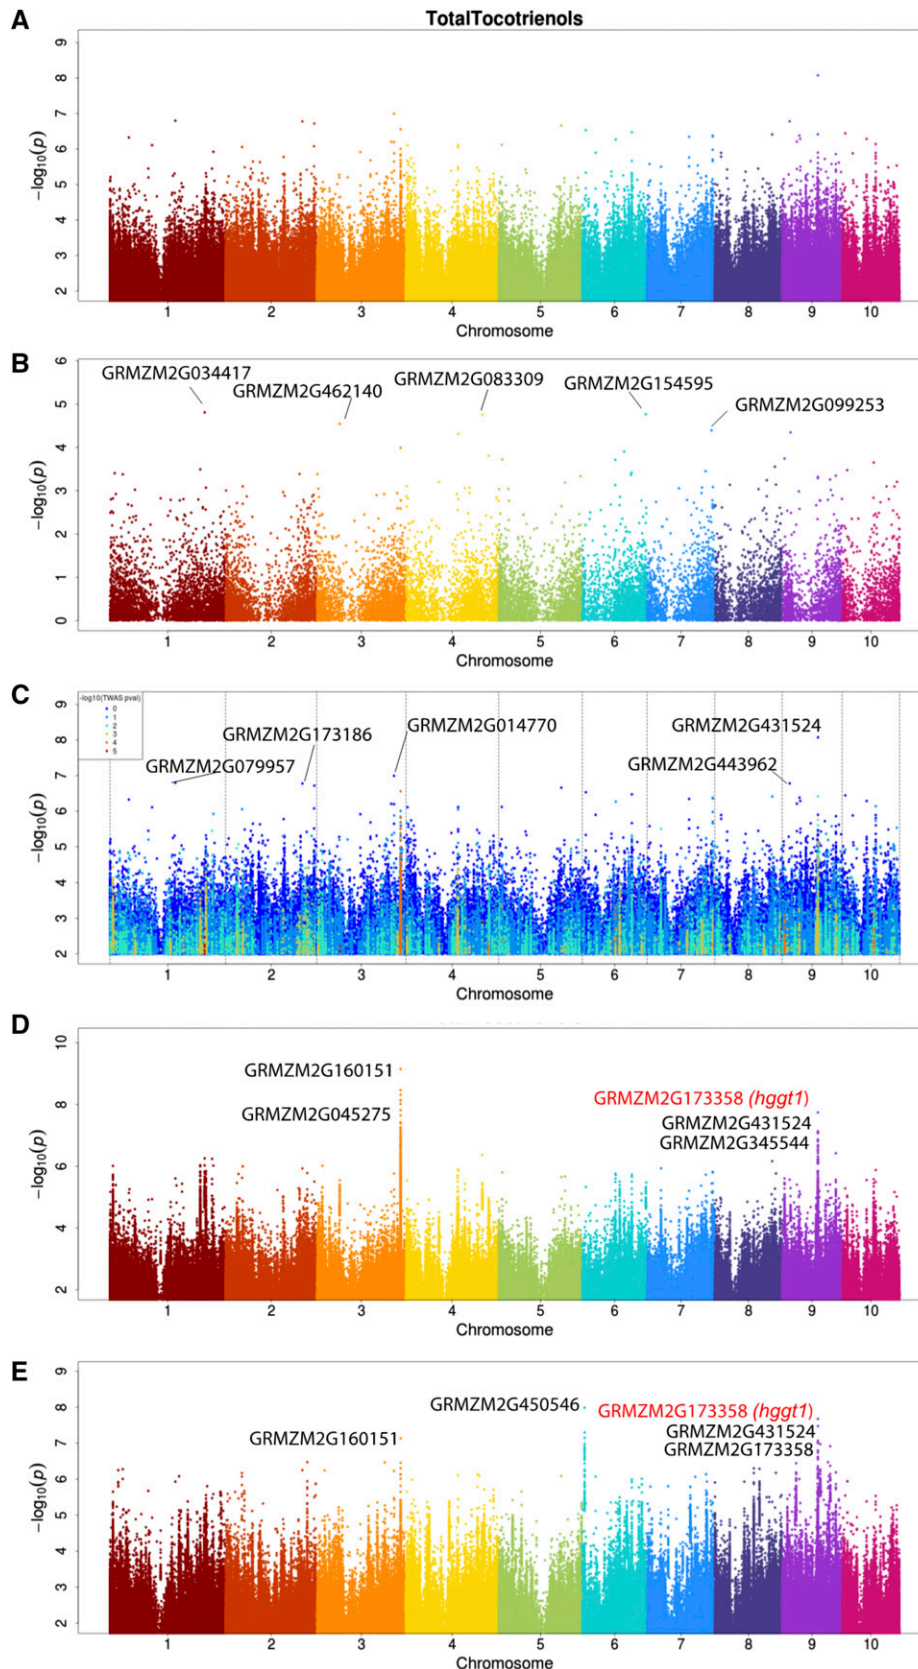 A
TotalTocotrienols
9
8
7
6
5
4
3
2
−log10(p)
1 2 3 4 5 6 7 8 9 10
Chromosome
B
6
5
4
3
2
1
0
−log10(p)
GRMZM2G034417
GRMZM2G462140
GRMZM2G083309
GRMZM2G154595
GRMZM2G099253
1 2 3 4 5 6 7 8 9 10
Chromosome
C
-log10(TWAS pval)
0
1
2
3
4
5
9
8
7
6
5
4
3
2
−log10(p)
GRMZM2G079957
GRMZM2G173186
GRMZM2G014770
GRMZM2G431524
GRMZM2G443962
1 2 3 4 5 6 7 8 9 10
Chromosome
D
10
8
6
4
2
−log10(p)
GRMZM2G160151
GRMZM2G045275
GRMZM2G173358 (hggt1)
GRMZM2G431524
GRMZM2G345544
1 2 3 4 5 6 7 8 9 10
Chromosome
E
9
8
7
6
5
4
3
2
−log10(p)
GRMZM2G160151
GRMZM2G450546
GRMZM2G173358 (hggt1)
GRMZM2G431524
GRMZM2G173358
1 2 3 4 5 6 7 8 9 10
Chromosome